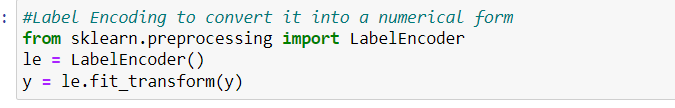 :
#Label Encoding to convert it into a numerical form
from sklearn.preprocessing import LabelEncoder
le = LabelEncoder()
y = le.fit_transform(y)